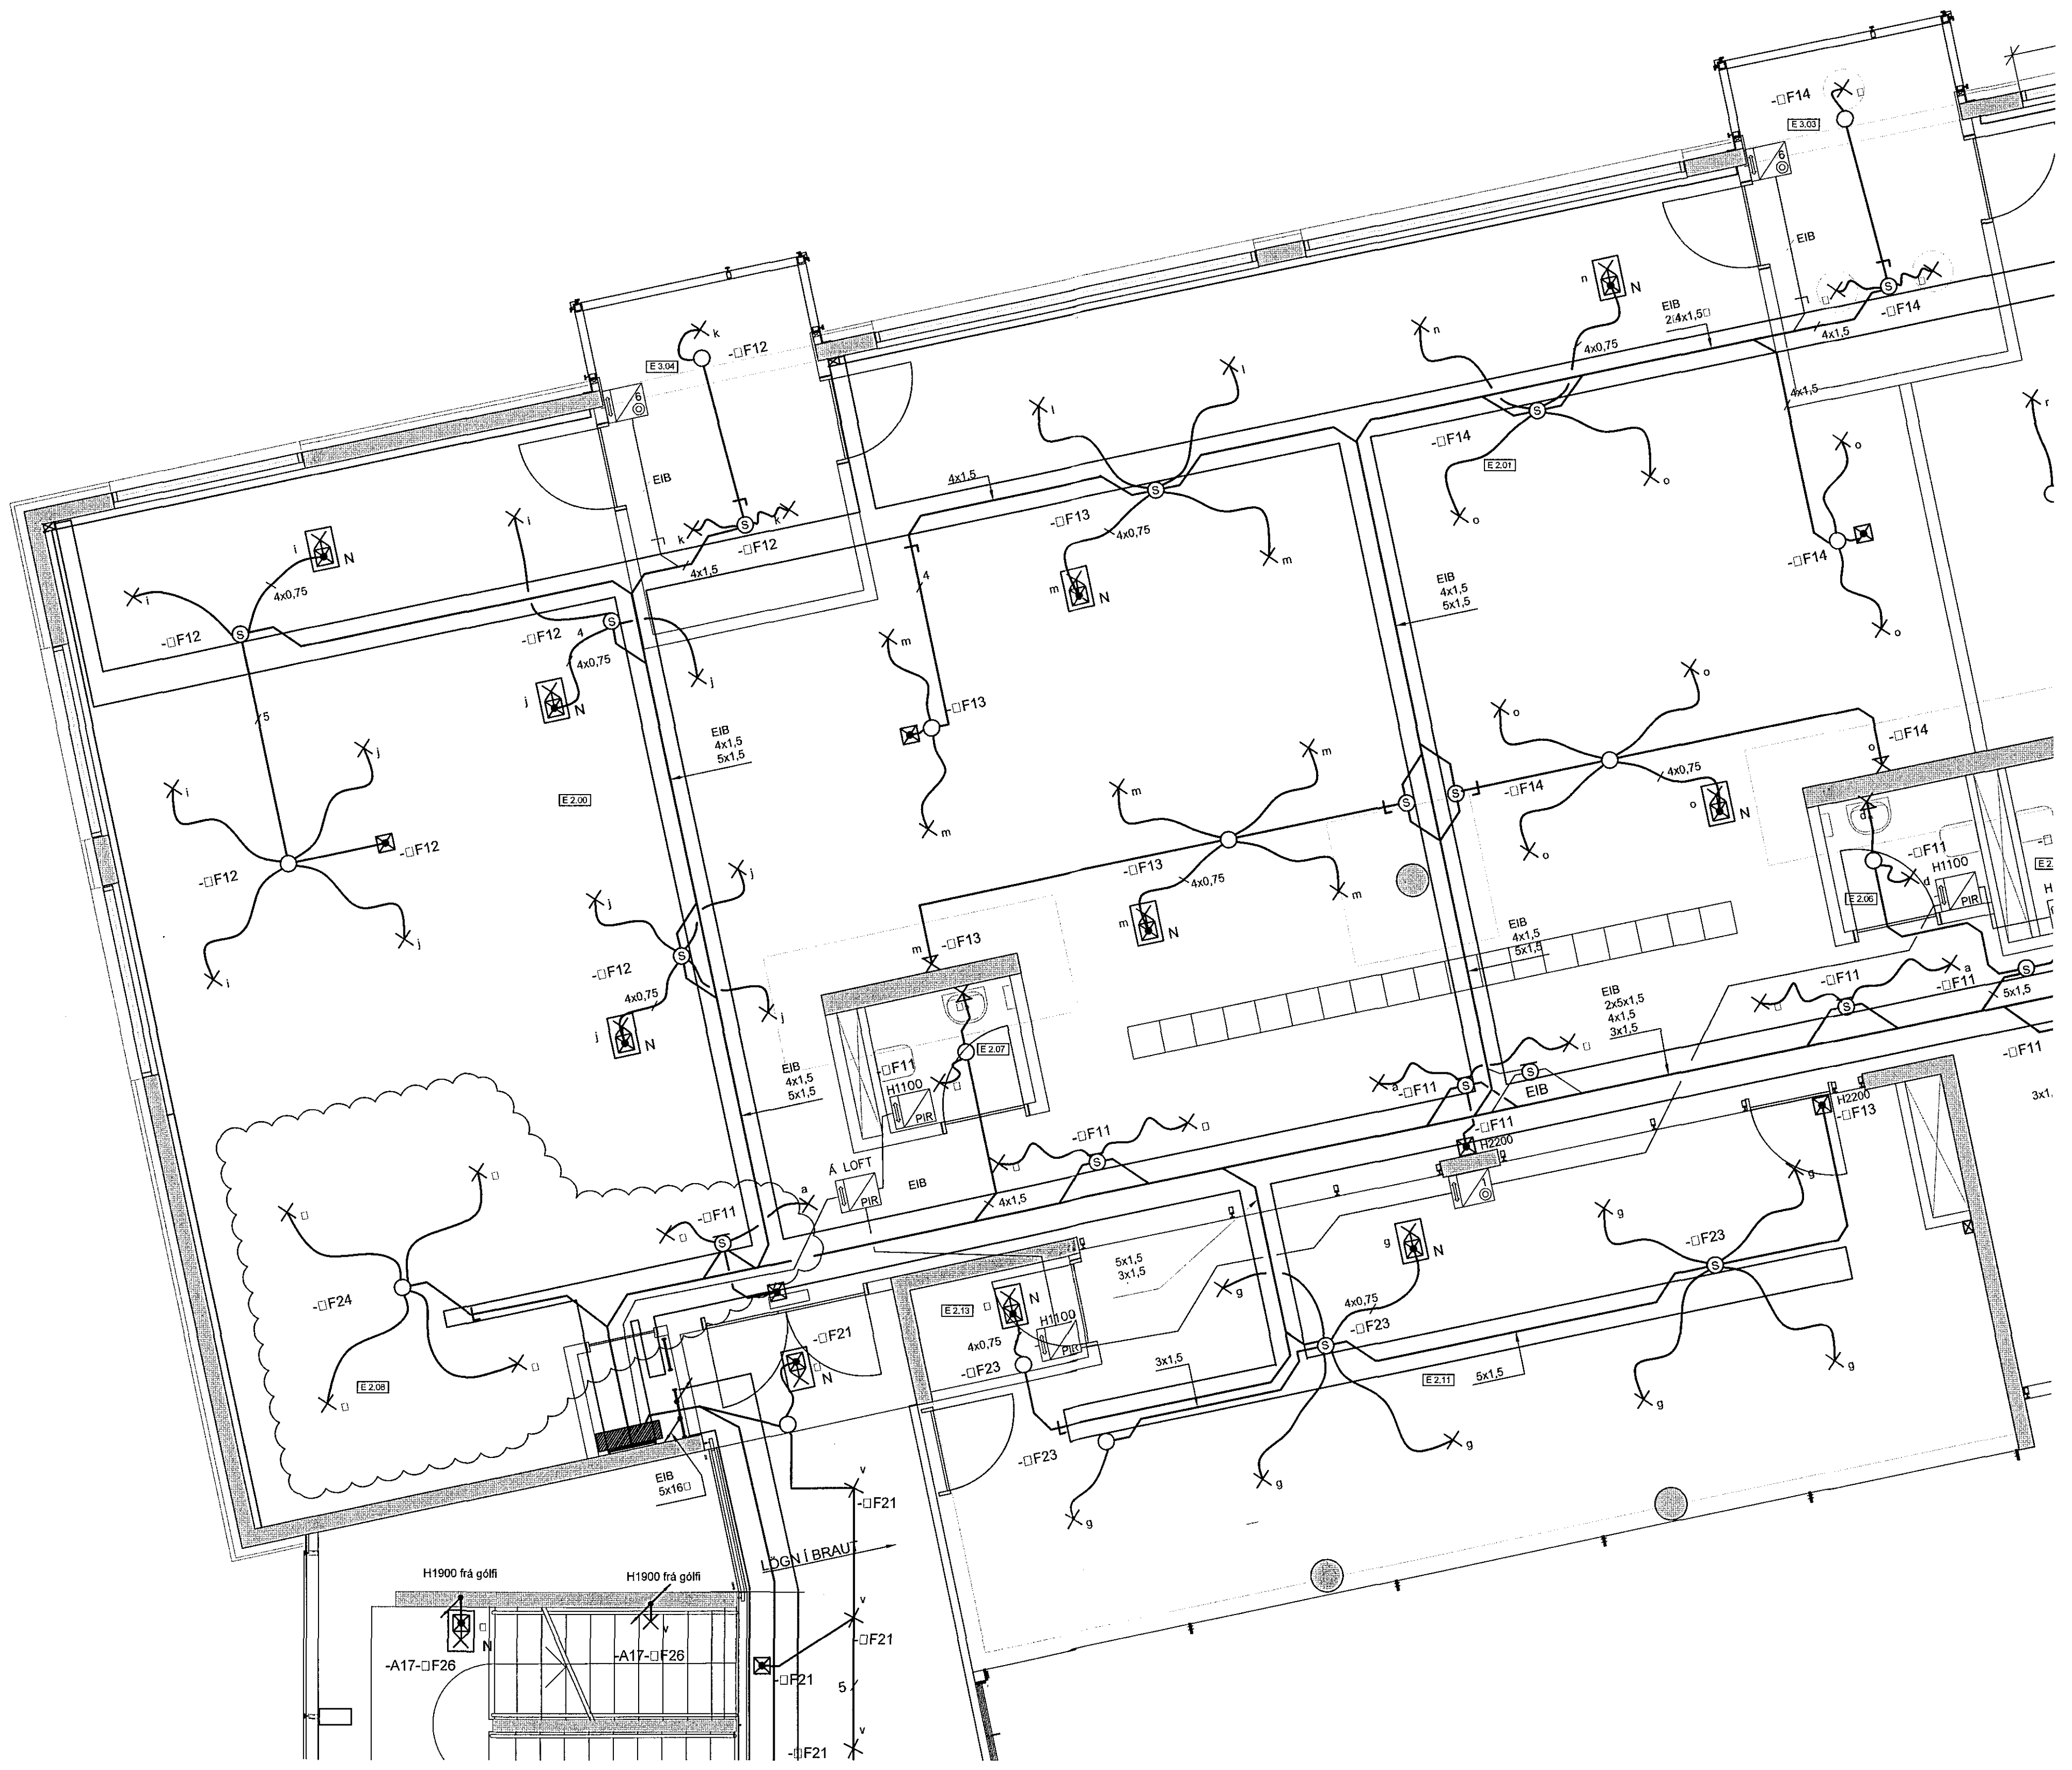 -□F14
E 3.03
6
EIB
-□F14
4x1,5
n
N
EIB
2□4x1,5□
n
4x0,75
4x1,5
r
k
-□F12
E 3.04
6
l
l
-□F14
E 2.01
o
o
o
EIB
4x1,5
i
k
k
-□F12
4x1,5
-□F13
4x0,75
m
-□F14
i
N
4x0,75
i
-□F12
-□F12
4
4x0,75
4
m
N
EIB
4x1,5
5x1,5
o
m
j
j
N
-□F13
5
EIB
4x1,5
5x1,5
o
o
o
-□F14
j
i
m
m
4x0,75
-□F14
o
N
E 2.00
-□F12
-□F12
m
-□F13
4x0,75
m
o
d
-□F11
H1100
PIR
E 2.06
d
j
j
m
N
j
i
m
-□F13
EIB
4x1,5
5x1,5
-□F12
4x0,75
j
j
N
a
-□F11
-□F11
5x1,5
EIB
2x5x1,5
4x1,5
3x1,5
E 2.07
EIB
4x1,5
5x1,5
-□F11
H1100
PIR
a
-□F11
EIB
-□F11
H2200
-□F13
3x1,
-□F11
-□F11
H2200
Á LOFT
PIR
EIB
4x1,5
a
-□F11
1
g
g
-□F23
5x1,5
3x1,5
g
N
g
-□F24
E 2.13
N
H1100
PIR
4x0,75
-□F23
4x0,75
-□F23
-□F21
N
3x1,5
5x1,5
E 2.11
g
g
E 2.08
-□F23
g
g
g
EIB
5x16□
v
-□F21
LÖGN Í BRAUT
H1900 frá gólfi
H1900 frá gólfi
v
N
v
-A17-□F26
-A17-□F26
-□F21
-□F21
5
v
-□F21